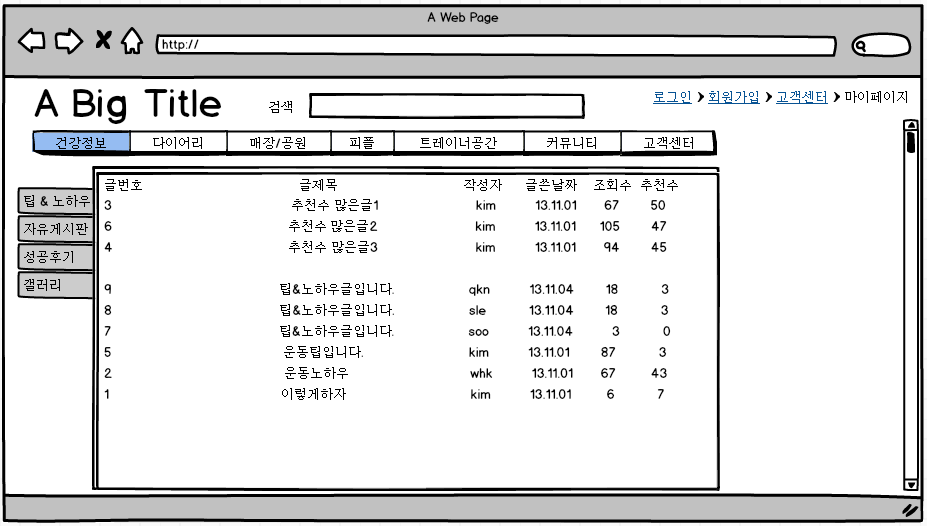 A Web Page
http://
A Big Title 검색 로그인 회원가입 고객센터 마이페이지
건강정보 다이어리 매장/공원 피플 트레이너공간 커뮤니티 고객센터
팁 & 노하우
자유게시판
성공후기
갤러리
글번호 글제목 작성자 글쓴날짜 조회수 추천수
3 추천수 많은글1 kim 13.11.01 67 50
6 추천수 많은글2 kim 13.11.01 105 47
4 추천수 많은글3 kim 13.11.01 94 45
9 팁&노하우글입니다. qkn 13.11.04 18 3
8 팁&노하우글입니다. sle 13.11.04 18 3
7 팁&노하우글입니다. soo 13.11.04 3 0
5 운동팁입니다. kim 13.11.01 87 3
2 운동노하우 whk 13.11.01 67 43
1 이렇게하자 kim 13.11.01 6 7